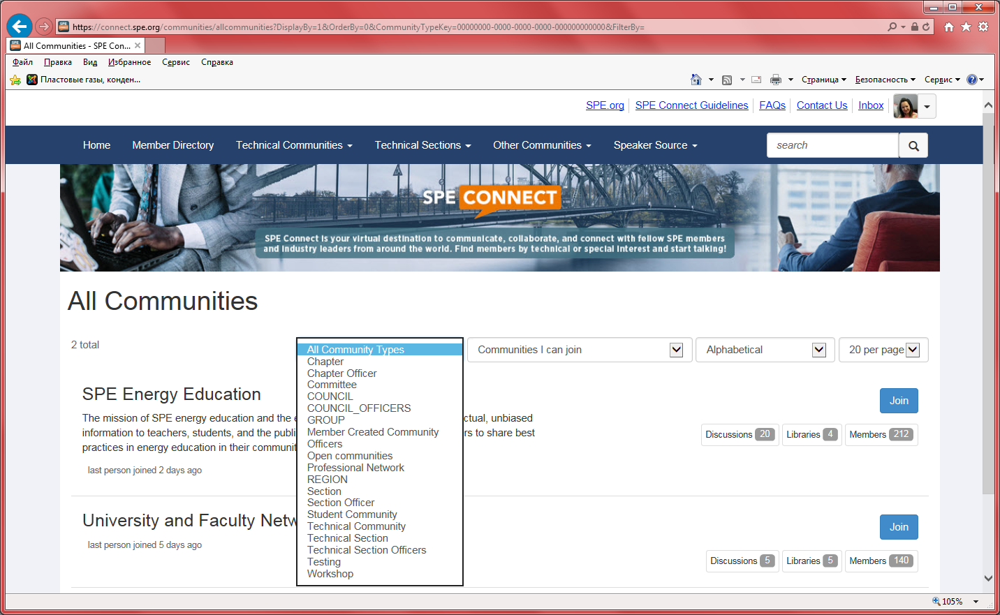 https://connect.spe.org/communities/allcommunities?DisplayBy=1&OrderBy=0&CommunityTypeKey=00000000-0000-0000-0000-000000000000&FilterBy=
All Communities - SPE Con...
Файл Правка Вид Избранное Сервис Справка
Пластовые газы, конден...
Страница Безопасность Сервис
SPE.org SPE Connect Guidelines FAQs Contact Us Inbox
Home Member Directory Technical Communities Technical Sections Other Communities Speaker Source search
SPE CONNECT
SPE Connect is your virtual destination to communicate, collaborate, and connect with fellow SPE members
and industry leaders from around the world. Find members by technical or special interest and start talking!
All Communities
2 total
All Community Types
Communities I can join
Alphabetical
20 per page
Chapter
Chapter Officer
Committee
COUNCIL
COUNCIL_OFFICERS
GROUP
Member Created Community
Officers
Open communities
Professional Network
REGION
Section
Section Officer
Student Community
Technical Community
Technical Section
Technical Section Officers
Testing
Workshop
SPE Energy Education
Join
The mission of SPE energy education and the e ctual, unbiased
information to teachers, students, and the publi rs to share best
practices in energy education in their communit
Discussions 20 Libraries 4 Members 212
last person joined 2 days ago
University and Faculty Netw
Join
last person joined 5 days ago
Discussions 5 Libraries 5 Members 140
105%